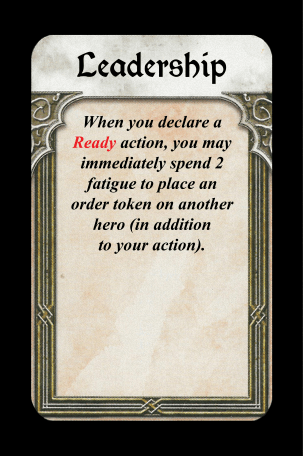 Leadership
When you declare a
Ready action, you may
immediately spend 2
fatigue to place an
order token on another
hero (in addition
to your action).